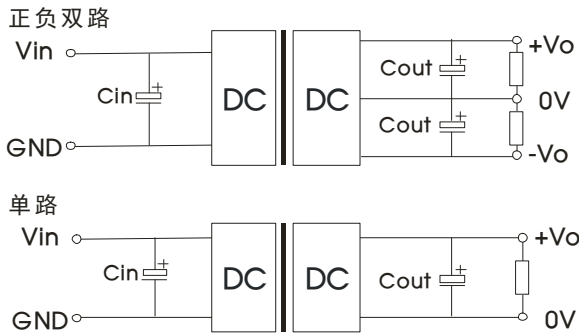 正负双路
Vin
+Vo
Cout
+
Cin
+
DC
DC
0V
Cout
+
GND
-Vo
单路
Vin
+Vo
Cin
+
DC
DC
Cout
+
GND
0V